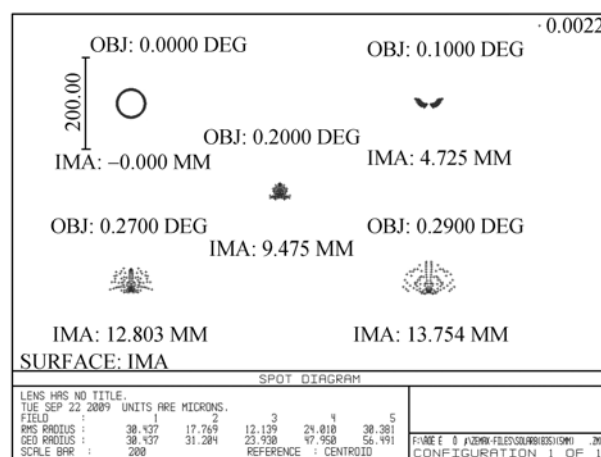 · 0.0022
OBJ: 0.0000 DEG
OBJ: 0.1000 DEG
200.00
IMA: −0.000 MM
IMA: 4.725 MM
OBJ: 0.2000 DEG
IMA: 9.475 MM
OBJ: 0.2700 DEG
OBJ: 0.2900 DEG
IMA: 12.803 MM
IMA: 13.754 MM
SURFACE: IMA
SPOT DIAGRAM
LENS HAS NO TITLE.
TUE SEP 22 2009 UNITS ARE MICRONS.
FIELD : 1 2 3 4 5
RMS RADIUS : 30.437 17.769 12.139 24.010 30.381
GEO RADIUS : 30.437 31.204 23.930 47.950 56.491
SCALE BAR : 200 REFERENCE : CENTROID
CONFIGURATION 1 OF 1